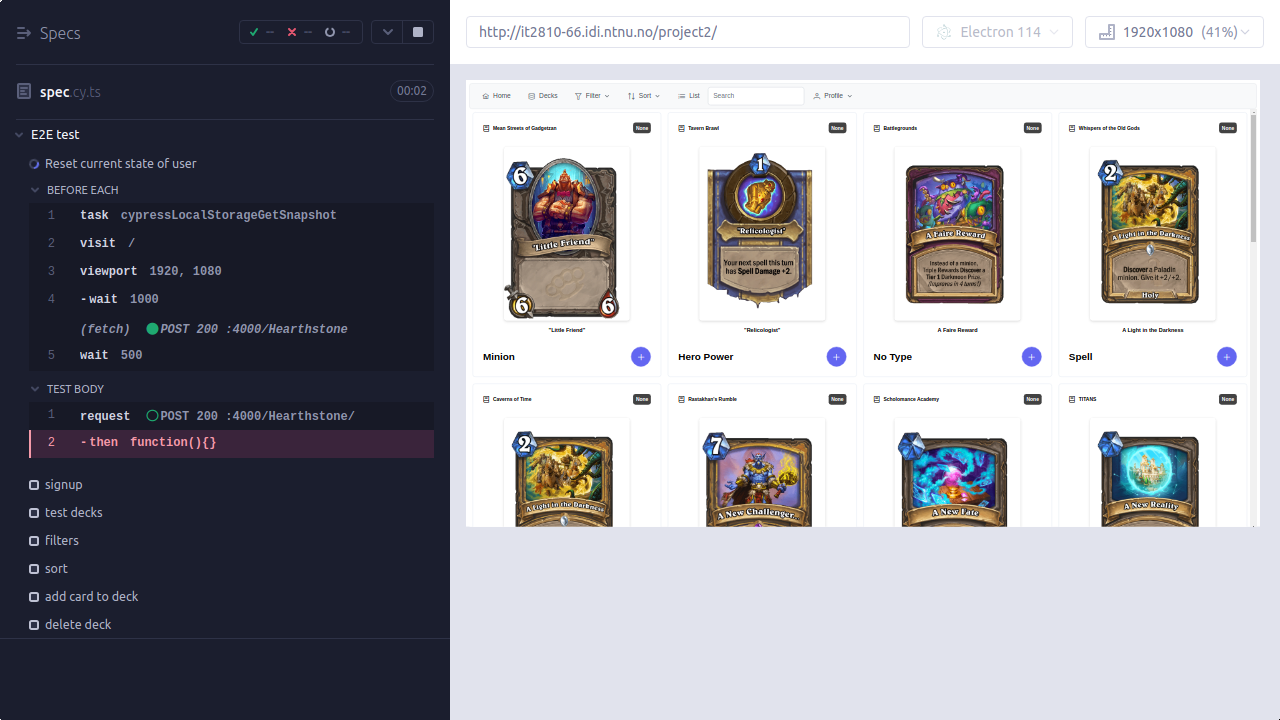 Specs
-- -- --
spec.cy.ts
00:02
E2E test
Reset current state of user
BEFORE EACH
1 task cypressLocalStorageGetSnapshot
2 visit /
3 viewport 1920, 1080
4 -wait 1000
(fetch) POST 200 :4000/Hearthstone
5 wait 500
TEST BODY
1 request POST 200 :4000/Hearthstone/
2 -then function(){}
signup
test decks
filters
sort
add card to deck
delete deck
http://it2810-66.idi.ntnu.no/project2/
Electron 114
1920x1080 (41%)
Home Decks Filter Sort List Search Profile
Mean Streets of Gadgetzan None
Tavern Brawl None
Battlegrounds None
Whispers of the Old Gods None
6
"Little Friend"
6 6
1
"Relicologist"
Your next spell this turn
has Spell Damage +2.
A Faire Reward
Instead of a minion,
Triple Rewards Discover a
Tier 1 Darkmoon Prize.
(Improves in 4 turns!)
2
A Light in the Darkness
Discover a Paladin
minion. Give it +2/+2.
Holy
"Little Friend"
"Relicologist"
A Faire Reward
A Light in the Darkness
Minion +
Hero Power +
No Type +
Spell +
Caverns of Time None
Rastakhan's Rumble None
Scholomance Academy None
TITANS None
2
A Light in the Darkness
7
A New Challenger...
A New Fate
A New Reality